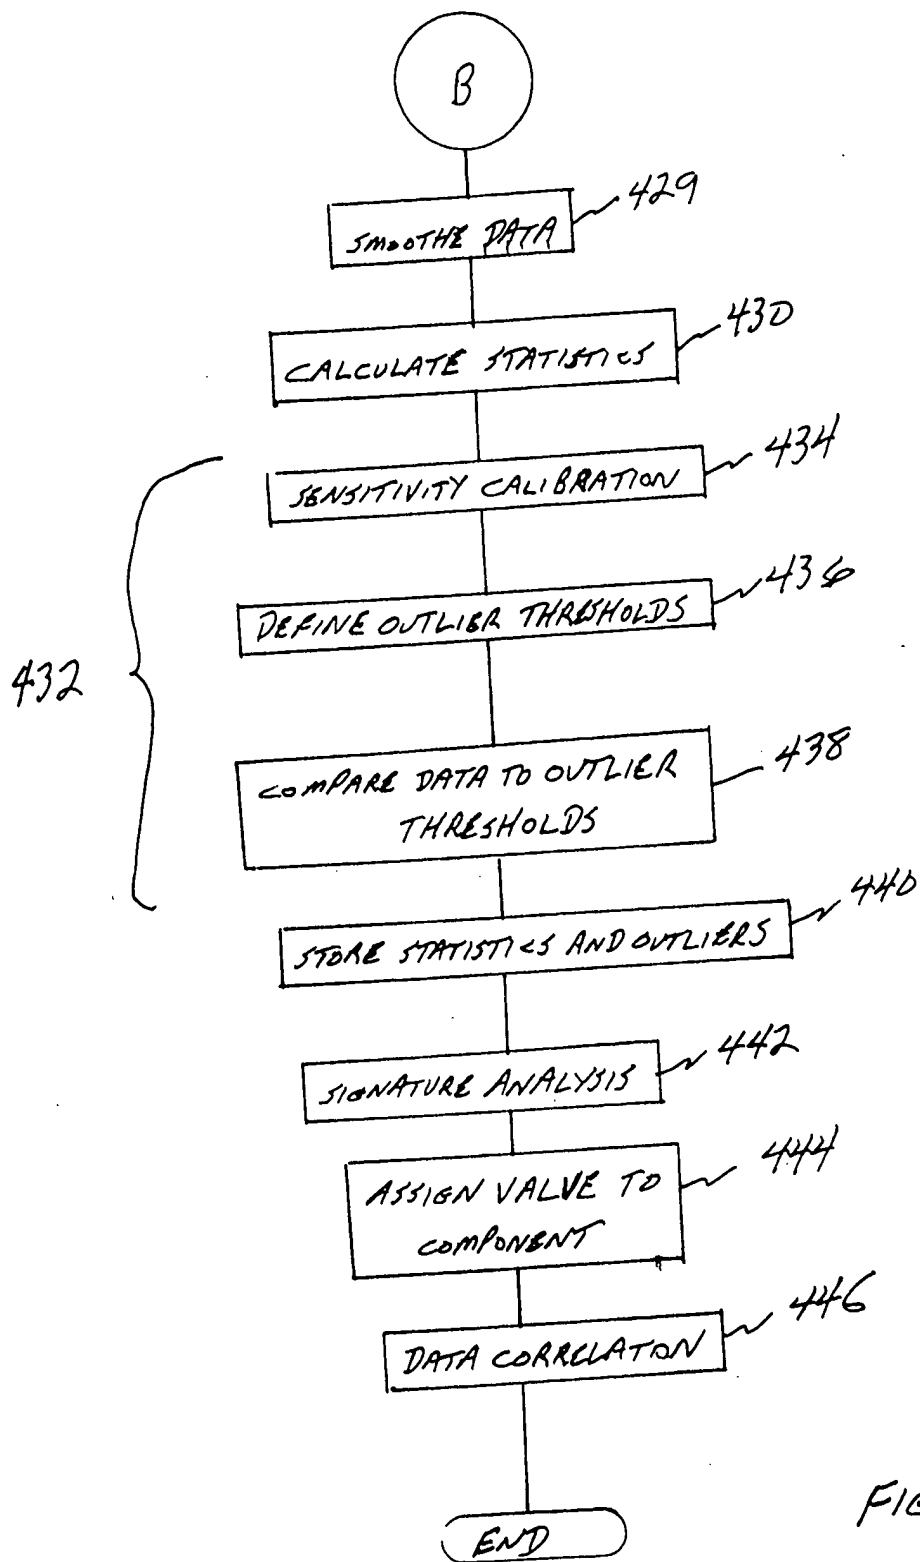 B
SMOOTHE DATA
429
CALCULATE STATISTICS
430
SENSITIVITY CALIBRATION
434
DEFINE OUTLIER THRESHOLDS
436
432
COMPARE DATA TO OUTLIER
THRESHOLDS
438
STORE STATISTICS AND OUTLIERS
440
SIGNATURE ANALYSIS
442
ASSIGN VALUE TO
COMPONENT
444
DATA CORRELATION
446
END